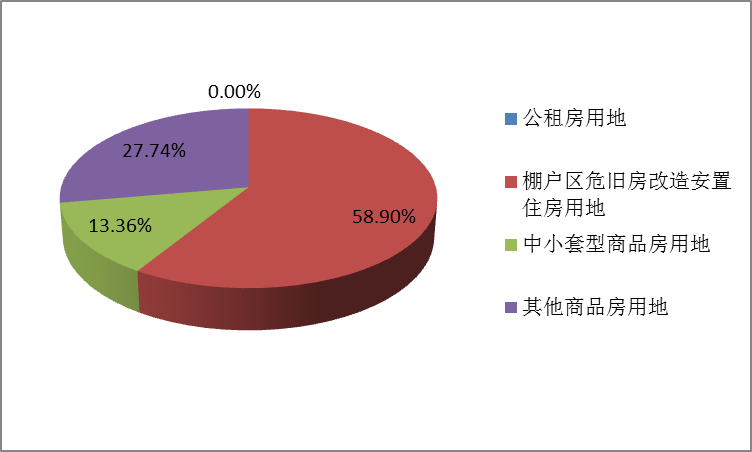 0.00%
27.74%
13.36%
58.90%
公租房用地
棚户区危旧房改造安置
住房用地
中小套型商品房用地
其他商品房用地